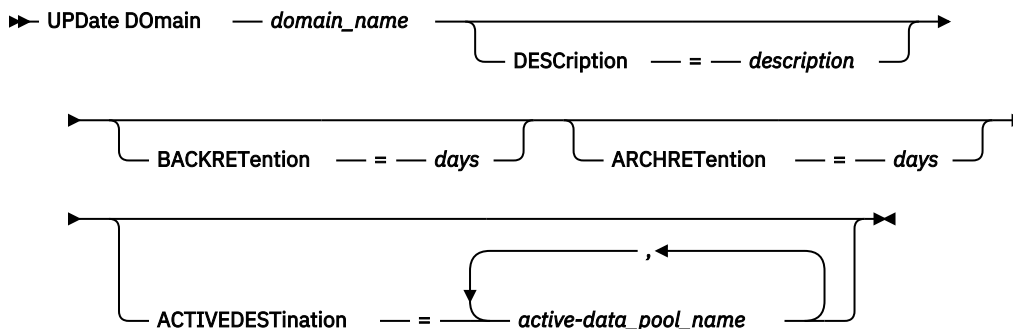 UPDate DOmain domain_name
DESCription = description
BACKRETention = days ARCHRETention = days
,
ACTIVEDESTination = active-data_pool_name